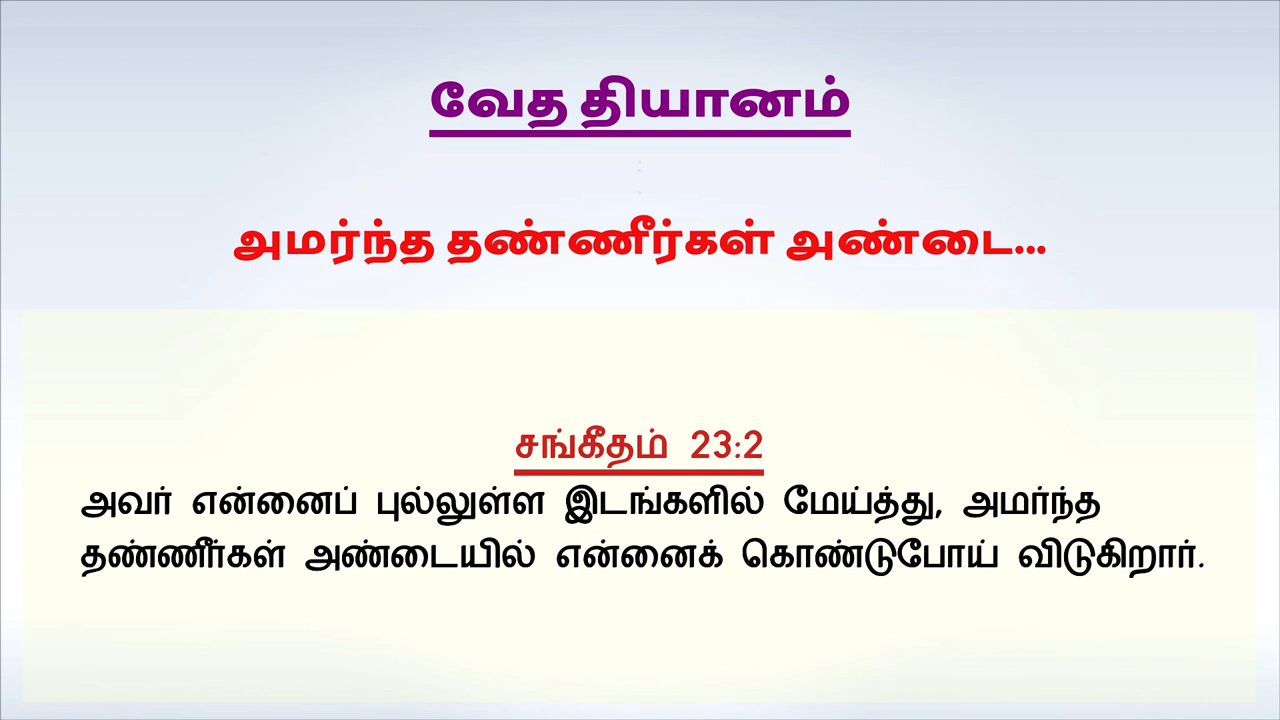 வேத தியானம்
அமர்ந்த தண்ணீர்கள் அண்டை...
சங்கீதம் 23:2
அவர் என்னைப் புல்லுள்ள இடங்களில் மேய்த்து, அமர்ந்த
தண்ணீர்கள் அண்டையில் என்னைக் கொண்டுபோய் விடுகிறார்.